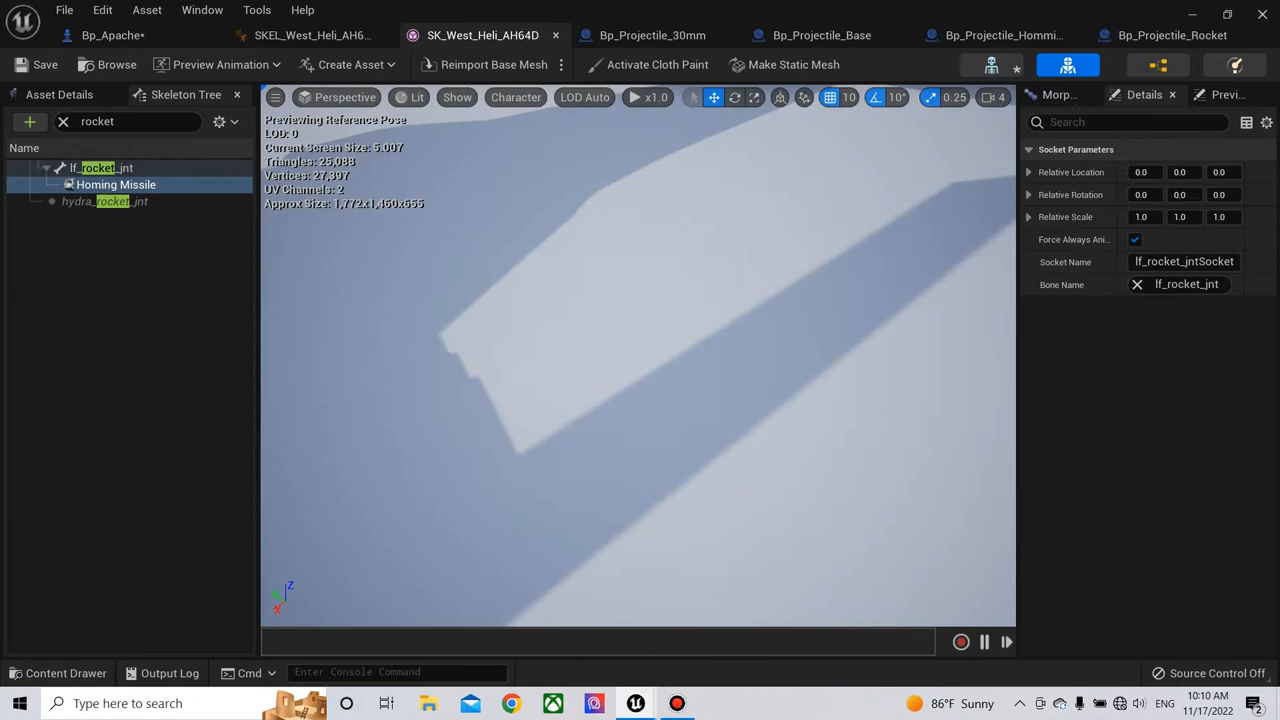 File Edit Asset Window Tools Help
Bp_Apache* SKEL_West_Heli_AH6... SK_West_Heli_AH64D Bp_Projectile_30mm Bp_Projectile_Base Bp_Projectile_Hommi... Bp_Projectile_Rocket
Save Browse Preview Animation Create Asset Reimport Base Mesh Activate Cloth Paint Make Static Mesh
Asset Details Skeleton Tree
rocket
Name
lf_rocket_jnt
Homing Missile
hydra_rocket_jnt
Perspective Lit Show Character LOD Auto x1.0 10 10° 0.25 4
Previewing Reference Pose
LOD: 0
Current Screen Size: 5.007
Triangles: 25,088
Vertices: 27,397
UV Channels: 2
Approx Size: 1,772x1,460x655
Z
X
Morp... Details Previ...
Search
Socket Parameters
Relative Location 0.0 0.0 0.0
Relative Rotation 0.0 0.0 0.0
Relative Scale 1.0 1.0 1.0
Force Always Ani...
Socket Name lf_rocket_jntSocket
Bone Name lf_rocket_jnt
Content Drawer Output Log Cmd Enter Console Command Source Control Off
Type here to search 86°F Sunny ENG 10:10 AM
11/17/2022 2